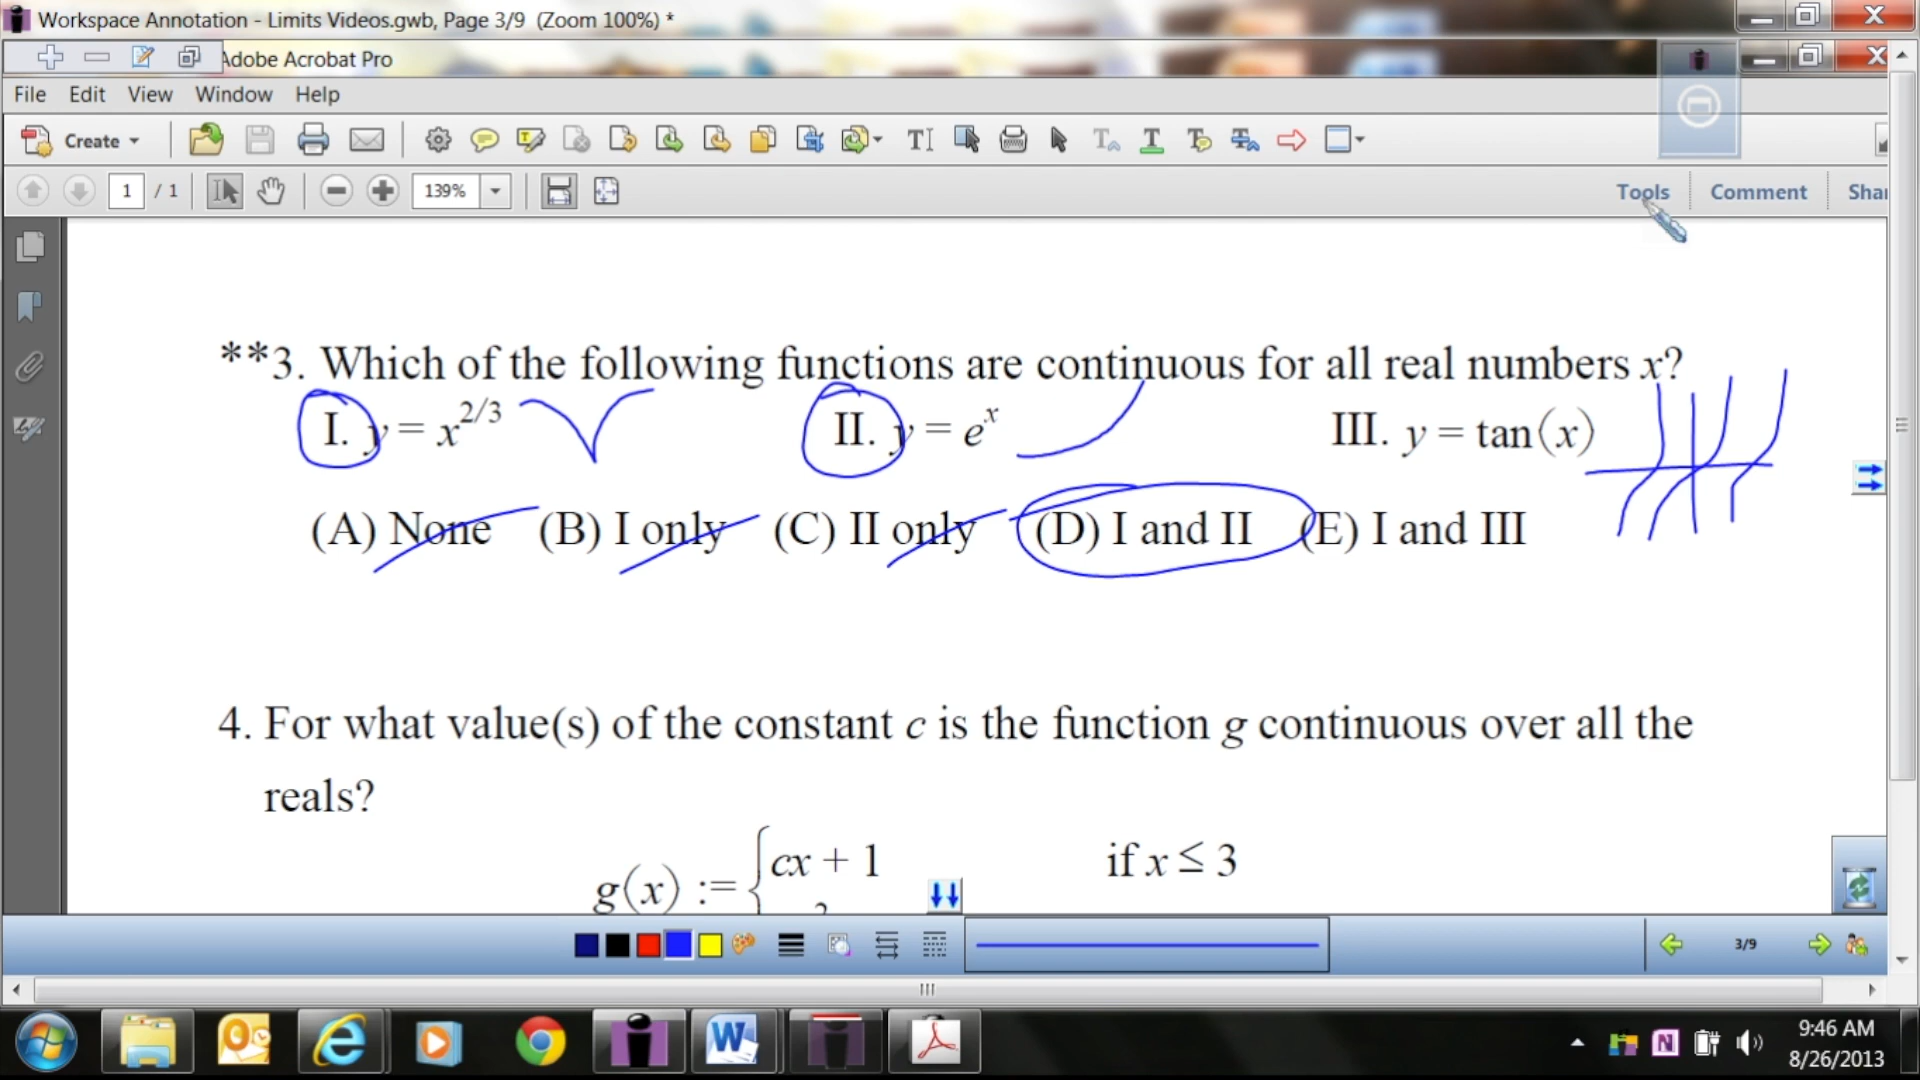 Workspace Annotation - Limits Videos.gwb, Page 3/9 (Zoom 100%) *
Adobe Acrobat Pro
File Edit View Window Help
Create
1 / 1 139% Tools Comment
**3. Which of the following functions are continuous for all real numbers x?
I. y = x^{2/3} II. y = e^x III. y = tan(x)
(A) None (B) I only (C) II only (D) I and II (E) I and III
4. For what value(s) of the constant c is the function g continuous over all the
reals?
g(x) := { cx + 1 if x ≤ 3
3/9
9:46 AM
8/26/2013